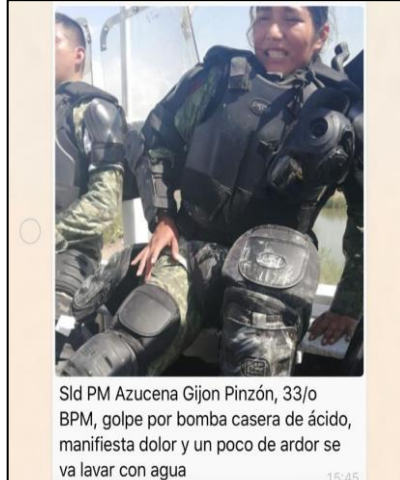 Sld PM Azucena Gijon Pinzón, 33/o
BPM, golpe por bomba casera de ácido,
manifiesta dolor y un poco de ardor se
va lavar con agua
15:45